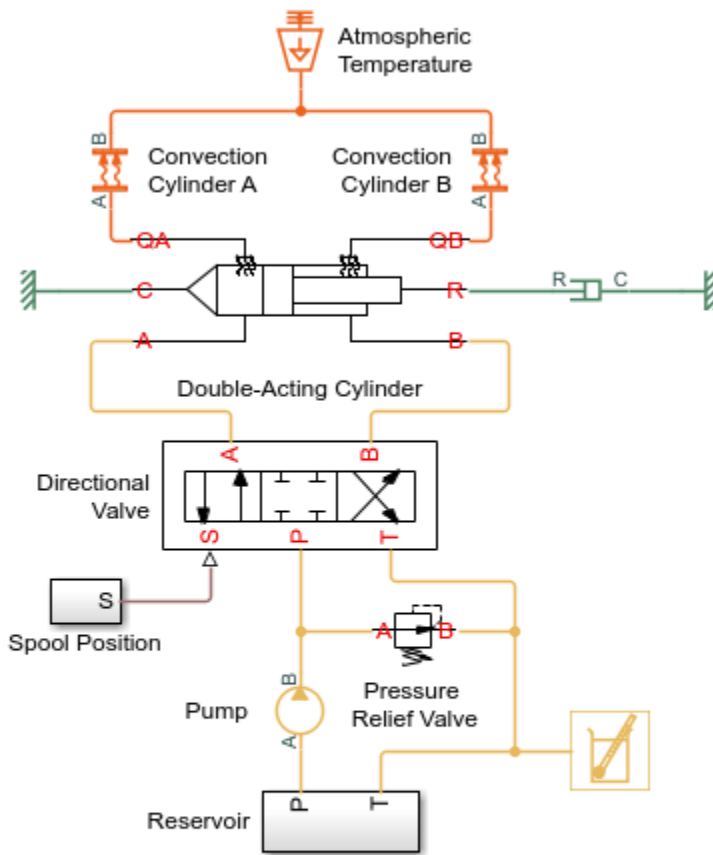 Atmospheric
Temperature
B
B
Convection
Cylinder A
Convection
Cylinder B
A
A
QA
QB
C
R
R
C
A
B
Double-Acting Cylinder
A
B
Directional
Valve
S
P
T
S
Spool Position
A
B
B
Pump
A
Pressure
Relief Valve
P
T
Reservoir